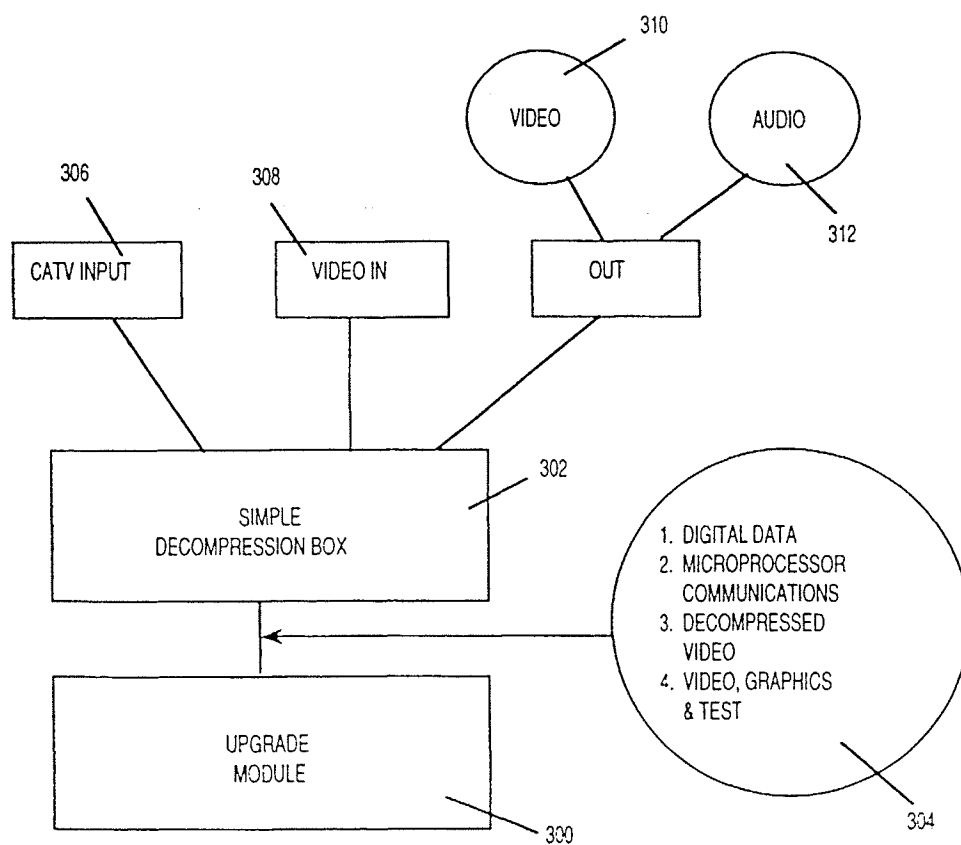 310
VIDEO
AUDIO
306
308
312
CATV INPUT
VIDEO IN
OUT
302
SIMPLE
DECOMPRESSION BOX
1. DIGITAL DATA
2. MICROPROCESSOR
COMMUNICATIONS
3. DECOMPRESSED
VIDEO
4. VIDEO, GRAPHICS
& TEST
UPGRADE
MODULE
300
304